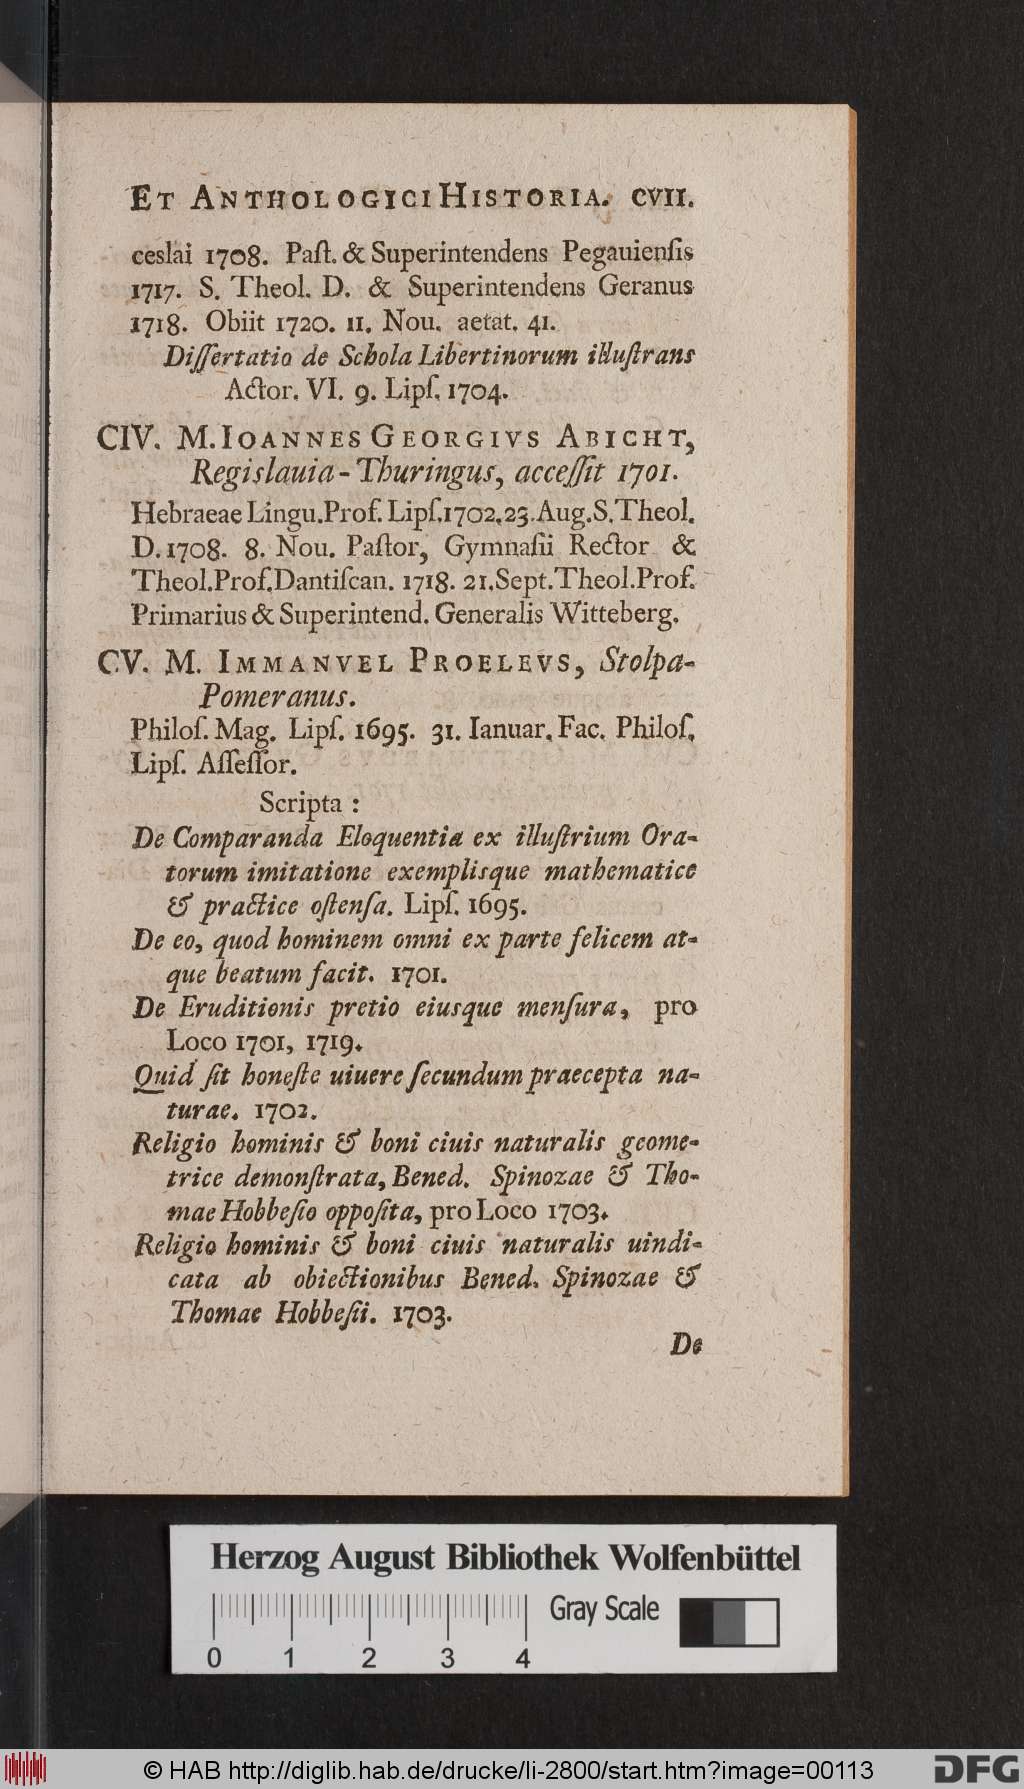 ET ANTHOLOGICI HISTORIA. CVII.
ceslai 1708. Paſt. & Superintendens Pegauienſis
1717. S. Theol. D. & Superintendens Geranus
1718. Obiit 1720. 11. Nou. aetat. 41.
Diſſertatio de Schola Libertinorum illuſtrans
Actor. VI. 9. Lipſ. 1704.
CIV. M. IOANNES GEORGIVS ABICHT,
Regislauia-Thuringus, acceſſit 1701.
Hebraeae Lingu. Prof. Lipſ. 1702. 23. Aug. S. Theol.
D. 1708. 8. Nou. Paſtor, Gymnaſii Rector &
Theol. Prof. Dantiſcan. 1718. 21. Sept. Theol. Prof.
Primarius & Superintend. Generalis Witteberg.
CV. M. IMMANVEL PROELEVS, Stolpa-
Pomeranus.
Philoſ. Mag. Lipſ. 1695. 31. Ianuar. Fac. Philoſ.
Lipſ. Aſſeſſor.
Scripta :
De Comparanda Eloquentia ex illuſtrium Ora-
torum imitatione exemplisque mathematice
& practice oſtenſa. Lipſ. 1695.
De eo, quod hominem omni ex parte felicem at-
que beatum facit. 1701.
De Eruditionis pretio eiusque menſura, pro
Loco 1701, 1719.
Quid ſit honeſte uiuere ſecundum praecepta na-
turae. 1702.
Religio hominis & boni ciuis naturalis geome-
trice demonſtrata, Bened. Spinozae & Tho-
mae Hobbeſio oppoſita, pro Loco 1703.
Religio hominis & boni ciuis naturalis uindi-
cata ab obiectionibus Bened. Spinozae &
Thomae Hobbeſii. 1703.
De
Herzog August Bibliothek Wolfenbüttel
Gray Scale
0 1 2 3 4
© HAB http://diglib.hab.de/drucke/li-2800/start.htm?image=00113
DFG